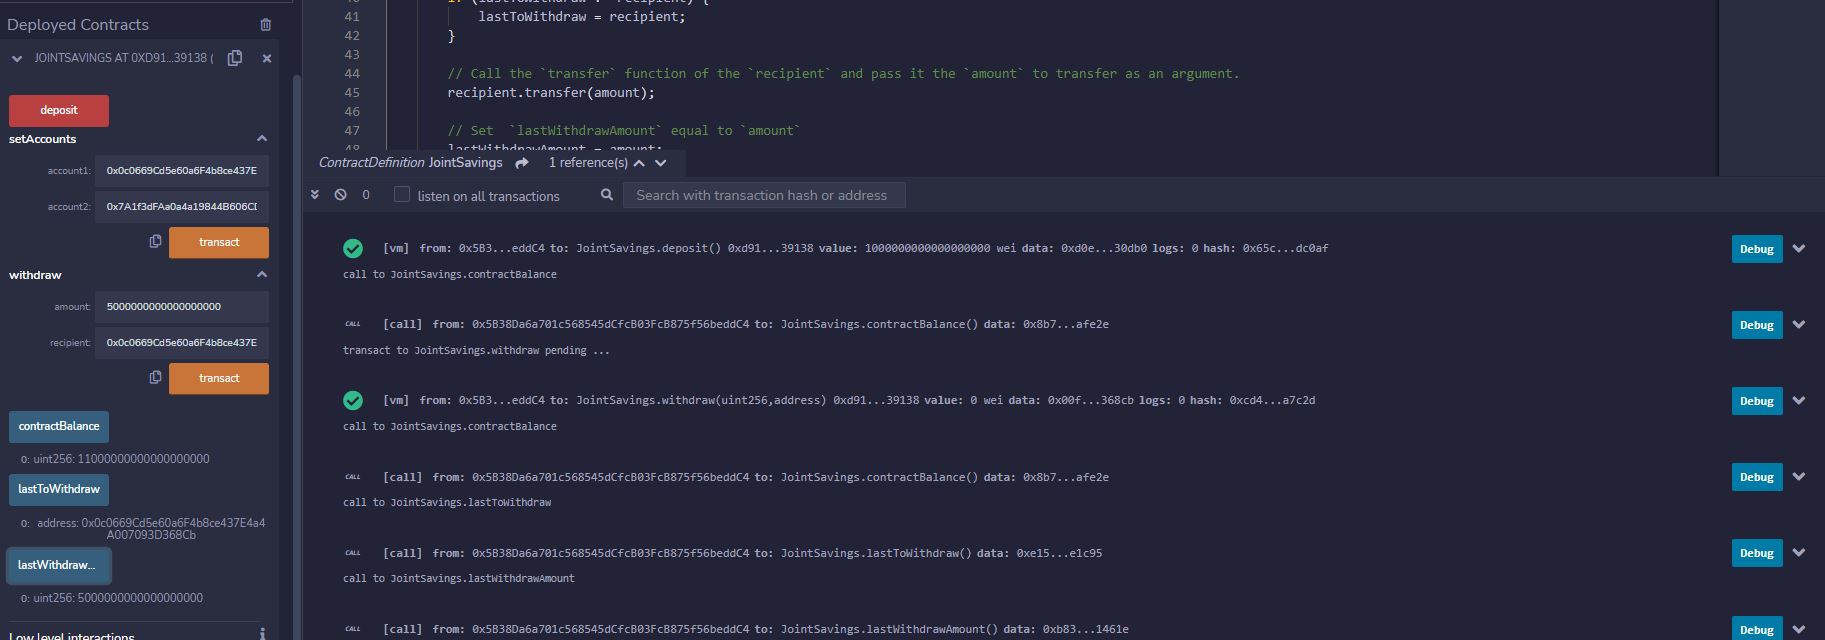 Deployed Contracts
JOINTSAVINGS AT 0XD91...39138 (
deposit
setAccounts
account1: 0x0c0669Cd5e60a6F4b8ce437E
account2: 0x7A1f3dFAa0a4a19844B606CD
transact
withdraw
amount: 5000000000000000000
recipient: 0x0c0669Cd5e60a6F4b8ce437E
transact
contractBalance
0: uint256: 11000000000000000000
lastToWithdraw
0: address: 0x0c0669Cd5e60a6F4b8ce437E4a4
A007093D368Cb
lastWithdraw...
0: uint256: 5000000000000000000
Low level interactions
41 lastToWithdraw = recipient;
42 }
43
44 // Call the `transfer` function of the `recipient` and pass it the `amount` to transfer as an argument.
45 recipient.transfer(amount);
46
47 // Set `lastWithdrawAmount` equal to `amount`
48 lastWithdrawAmount = amount;
ContractDefinition JointSavings 1 reference(s)
0 listen on all transactions Search with transaction hash or address
[vm] from: 0x5B3...eddC4 to: JointSavings.deposit() 0xd91...39138 value: 1000000000000000000 wei data: 0xd0e...30db0 logs: 0 hash: 0x65c...dc0af Debug
call to JointSavings.contractBalance
CALL [call] from: 0x5B38Da6a701c568545dCfcB03FcB875f56beddC4 to: JointSavings.contractBalance() data: 0x8b7...afe2e Debug
transact to JointSavings.withdraw pending ...
[vm] from: 0x5B3...eddC4 to: JointSavings.withdraw(uint256,address) 0xd91...39138 value: 0 wei data: 0x00f...368cb logs: 0 hash: 0xcd4...a7c2d Debug
call to JointSavings.contractBalance
CALL [call] from: 0x5B38Da6a701c568545dCfcB03FcB875f56beddC4 to: JointSavings.contractBalance() data: 0x8b7...afe2e Debug
call to JointSavings.lastToWithdraw
CALL [call] from: 0x5B38Da6a701c568545dCfcB03FcB875f56beddC4 to: JointSavings.lastToWithdraw() data: 0xe15...e1c95 Debug
call to JointSavings.lastWithdrawAmount
CALL [call] from: 0x5B38Da6a701c568545dCfcB03FcB875f56beddC4 to: JointSavings.lastWithdrawAmount() data: 0xb83...1461e Debug